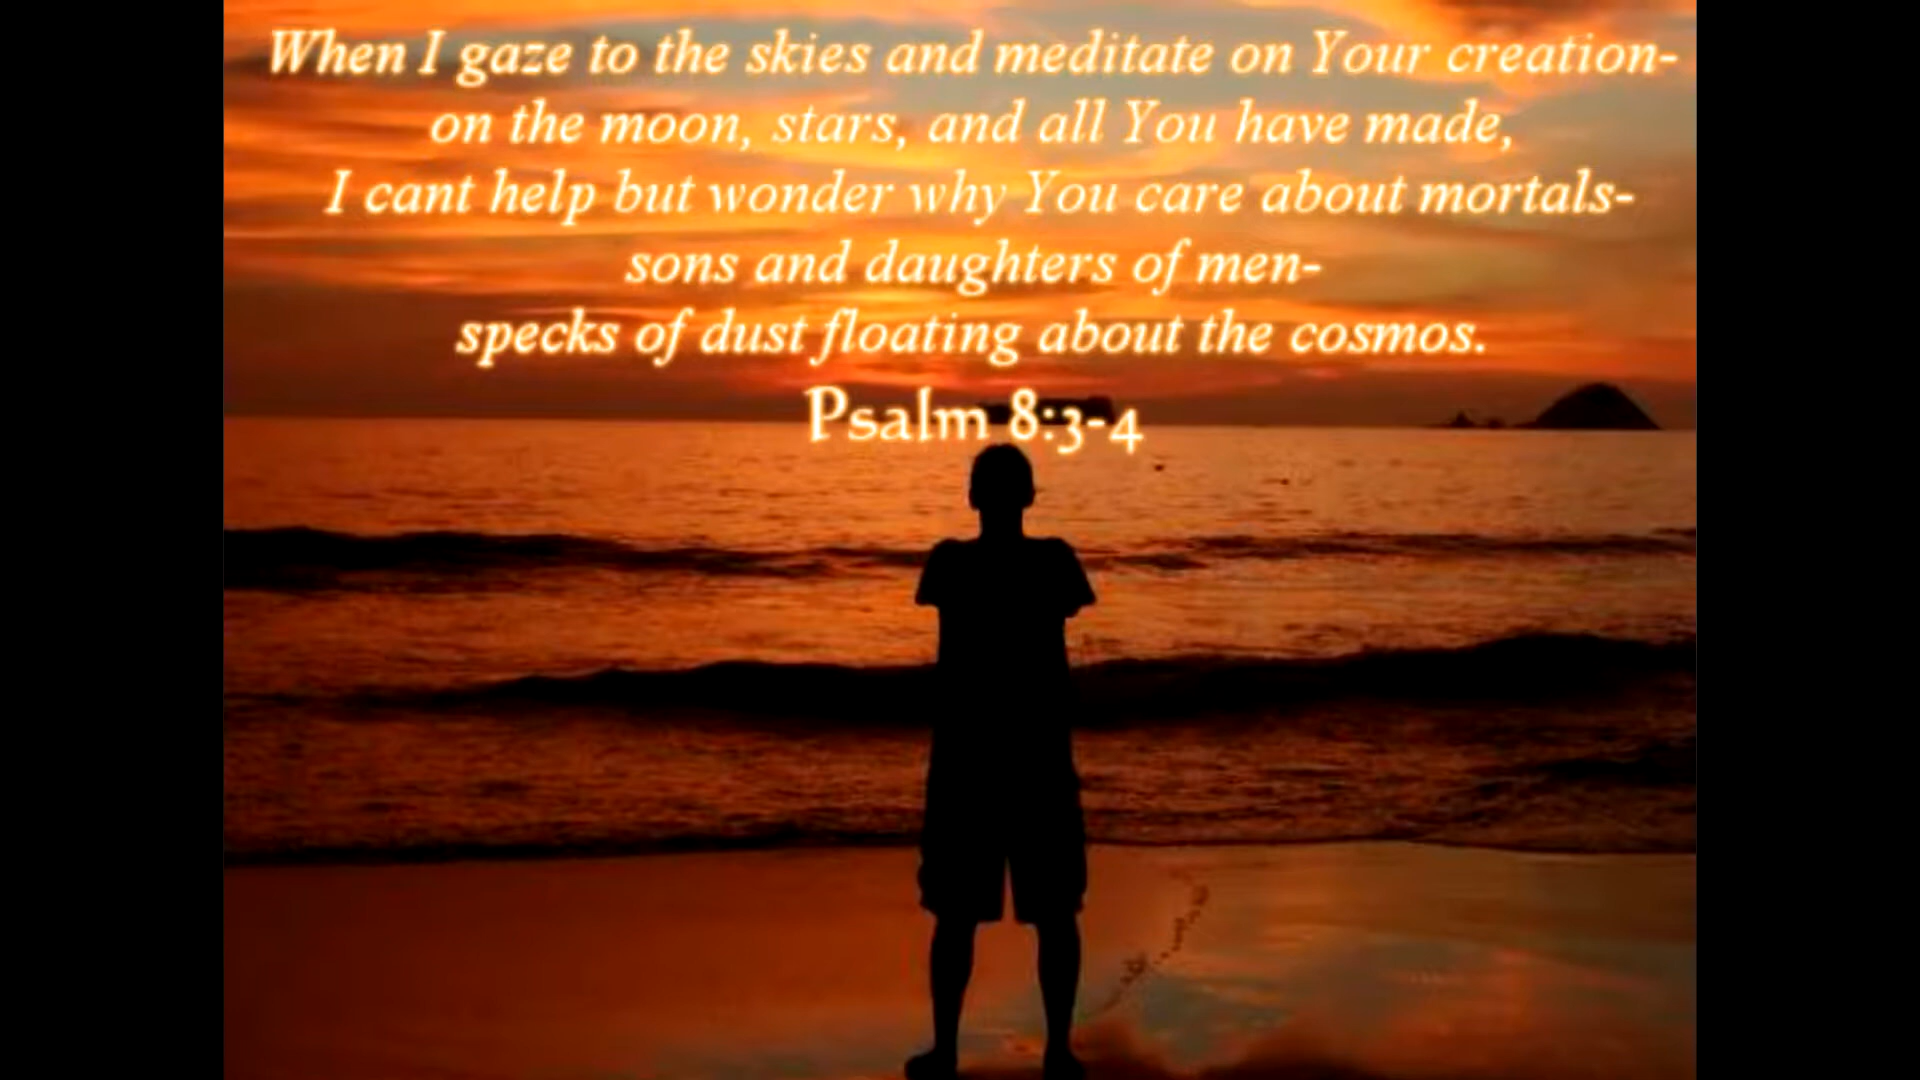 When I gaze to the skies and meditate on Your creation-
on the moon, stars, and all You have made,
I cant help but wonder why You care about mortals-
sons and daughters of men-
specks of dust floating about the cosmos.
Psalm 8:3-4